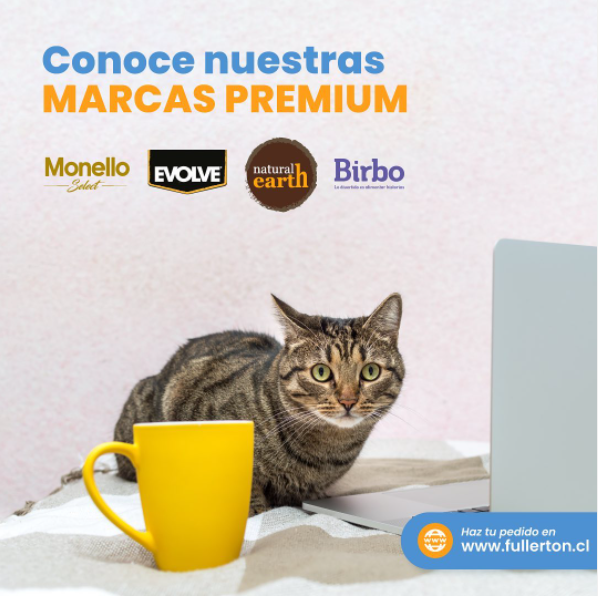 Conoce nuestras
MARCAS PREMIUM
Monello
Select
EVOLVE
natural
earth
Birbo
Haz tu pedido en
www.fullerton.cl